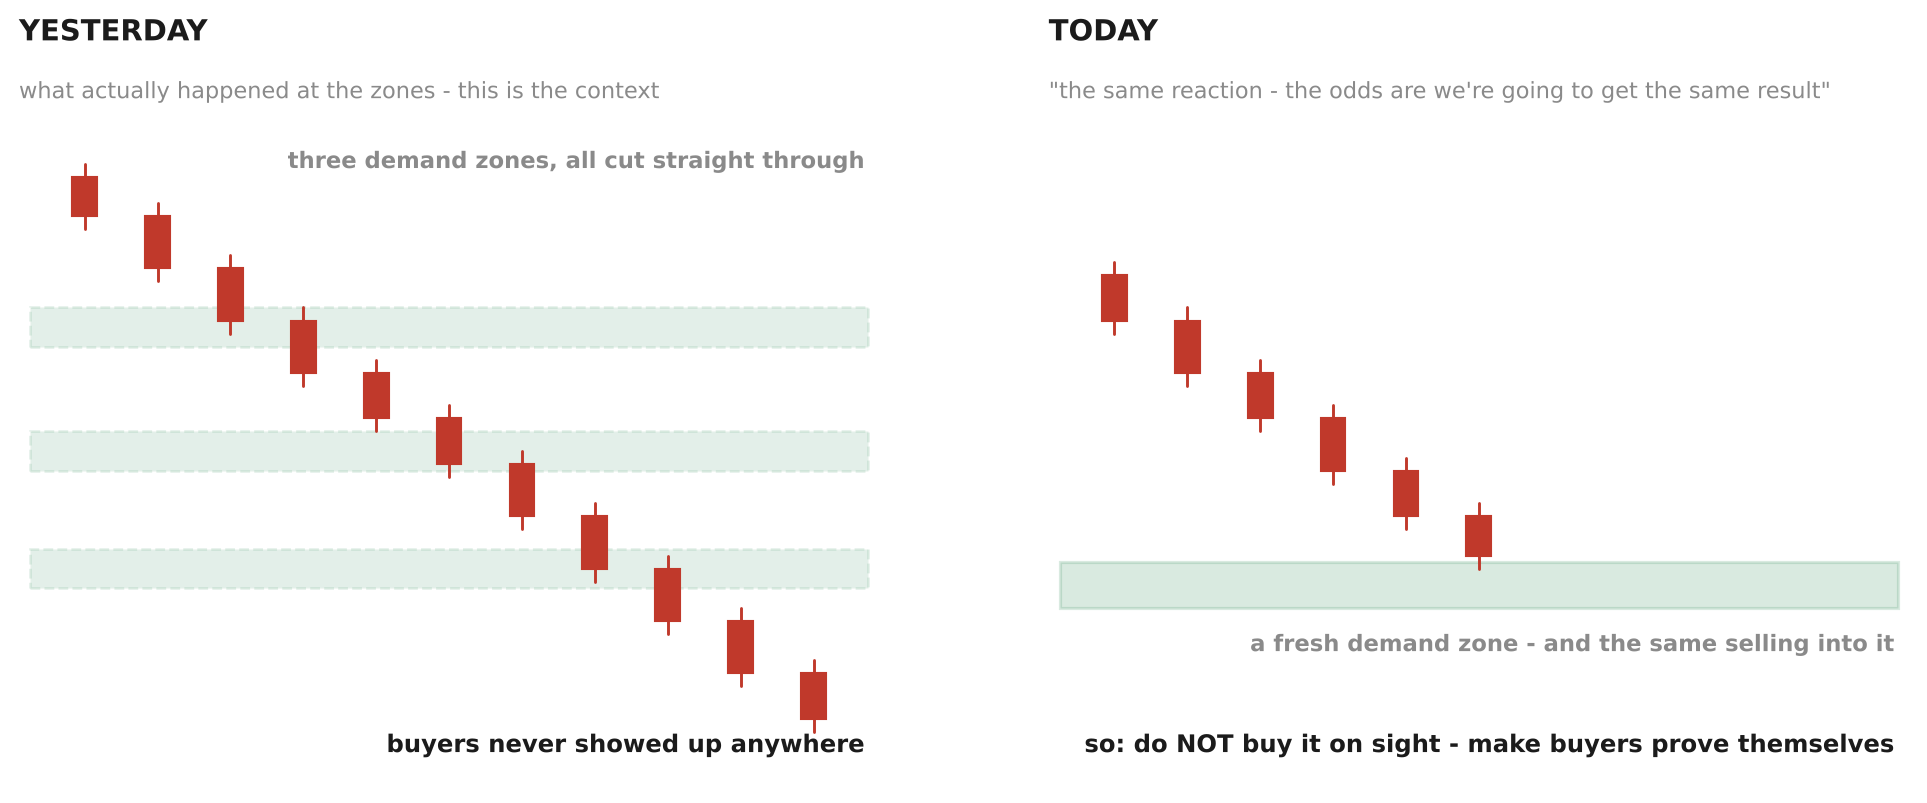 YESTERDAY
what actually happened at the zones - this is the context
three demand zones, all cut straight through
buyers never showed up anywhere
TODAY
"the same reaction - the odds are we're going to get the same result"
a fresh demand zone - and the same selling into it
so: do NOT buy it on sight - make buyers prove themselves